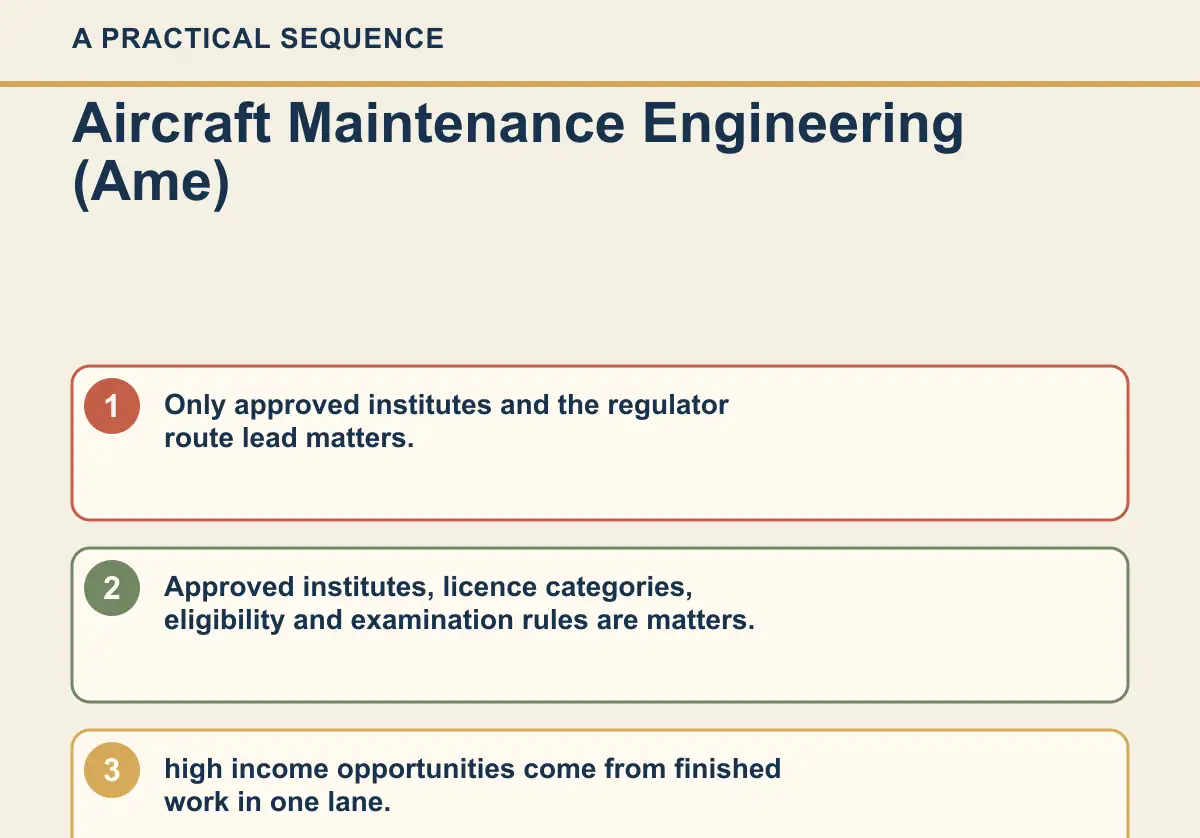 A PRACTICAL SEQUENCE
Aircraft Maintenance Engineering
(Ame)
1
Only approved institutes and the regulator
route lead matters.
2
Approved institutes, licence categories,
eligibility and examination rules are matters.
3
high income opportunities come from finished
work in one lane.